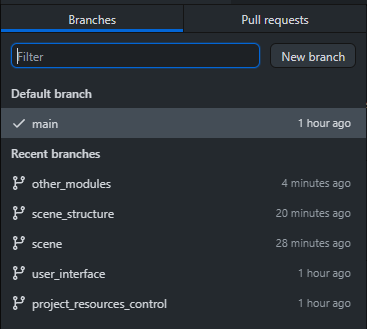 Branches Pull requests
Filter New branch
Default branch
main 1 hour ago
Recent branches
other_modules 4 minutes ago
scene_structure 20 minutes ago
scene 28 minutes ago
user_interface 1 hour ago
project_resources_control 1 hour ago